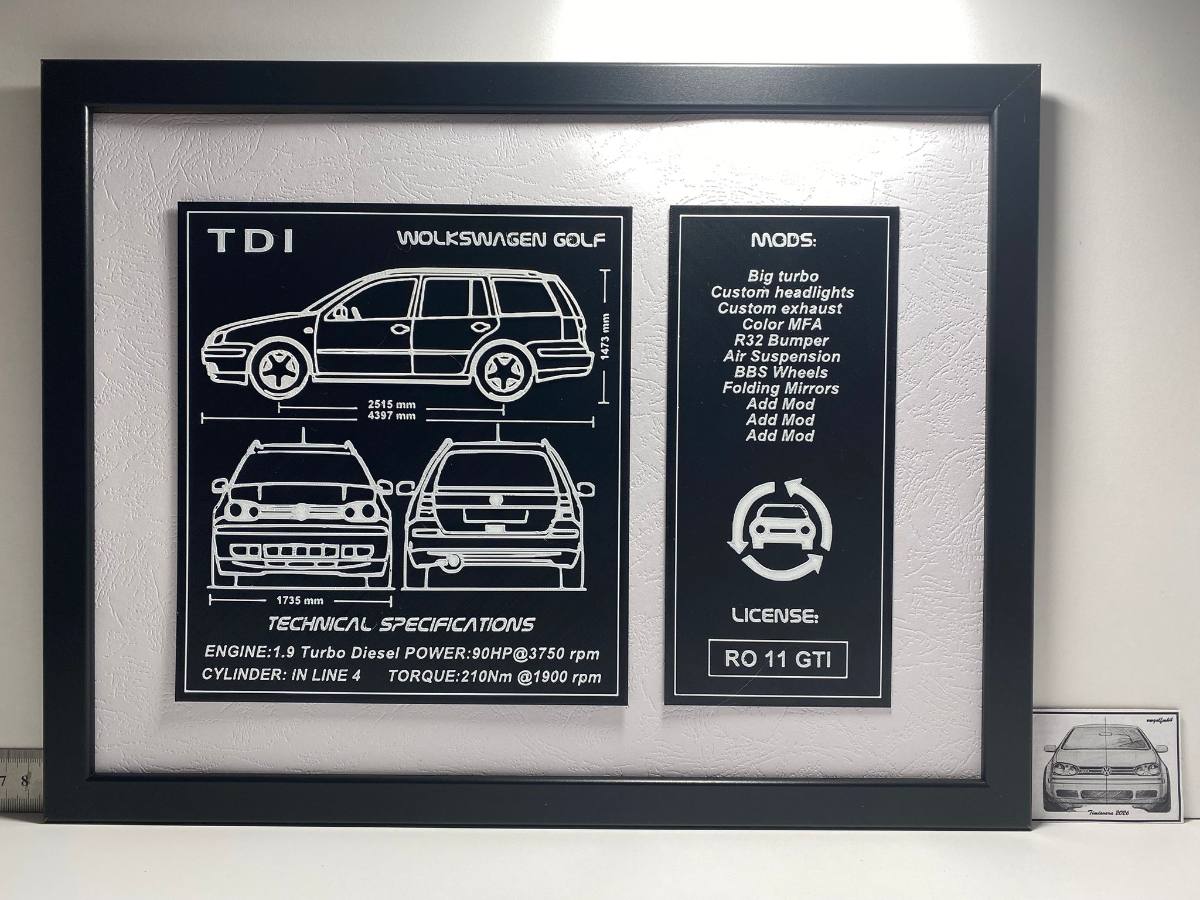 TDI
WOLKSWAGEN GOLF
1473 mm
2515 mm
4397 mm
1735 mm
TECHNICAL SPECIFICATIONS
ENGINE:1.9 Turbo Diesel POWER:90HP@3750 rpm
CYLINDER: IN LINE 4 TORQUE:210Nm @1900 rpm
MODS:
Big turbo
Custom headlights
Custom exhaust
Color MFA
R32 Bumper
Air Suspension
BBS Wheels
Folding Mirrors
Add Mod
Add Mod
Add Mod
LICENSE:
RO 11 GTI
7 8
Timisoara 2026